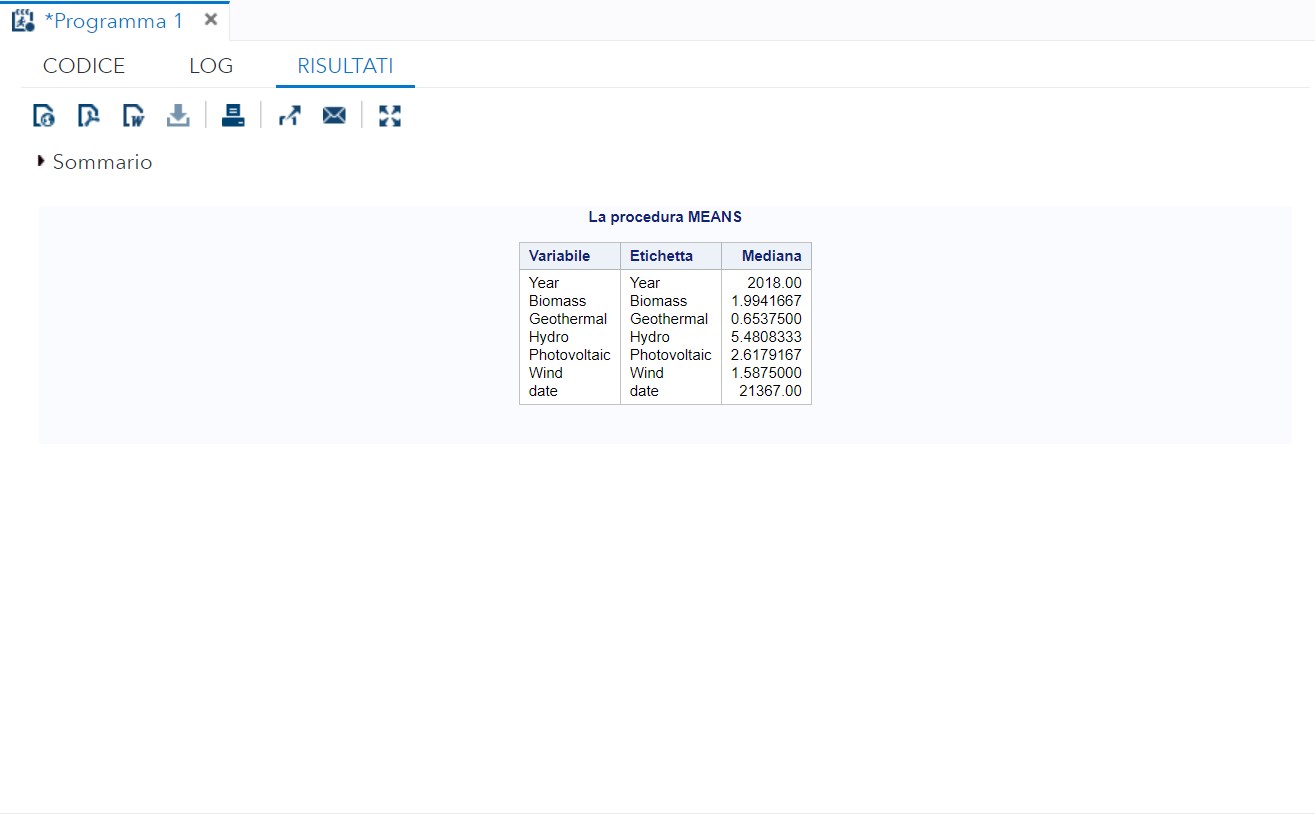 *Programma 1
CODICE LOG RISULTATI
Sommario
La procedura MEANS
Variabile Etichetta Mediana
Year Year 2018.00
Biomass Biomass 1.9941667
Geothermal Geothermal 0.6537500
Hydro Hydro 5.4808333
Photovoltaic Photovoltaic 2.6179167
Wind Wind 1.5875000
date date 21367.00